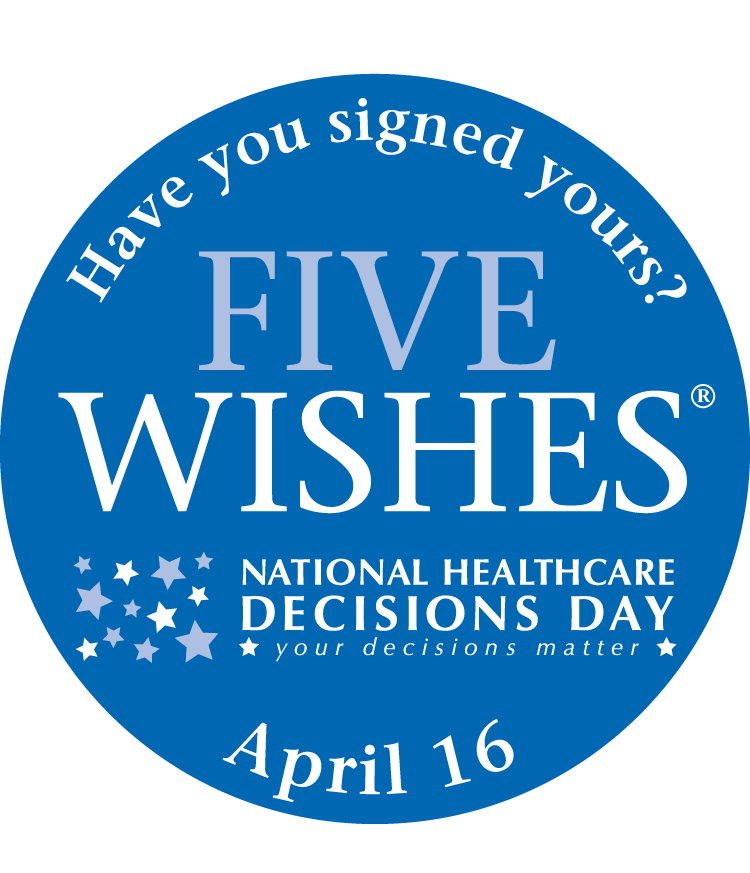 Have you signed yours?
FIVE
WISHES®
NATIONAL HEALTHCARE
DECISIONS DAY
your decisions matter
April 16